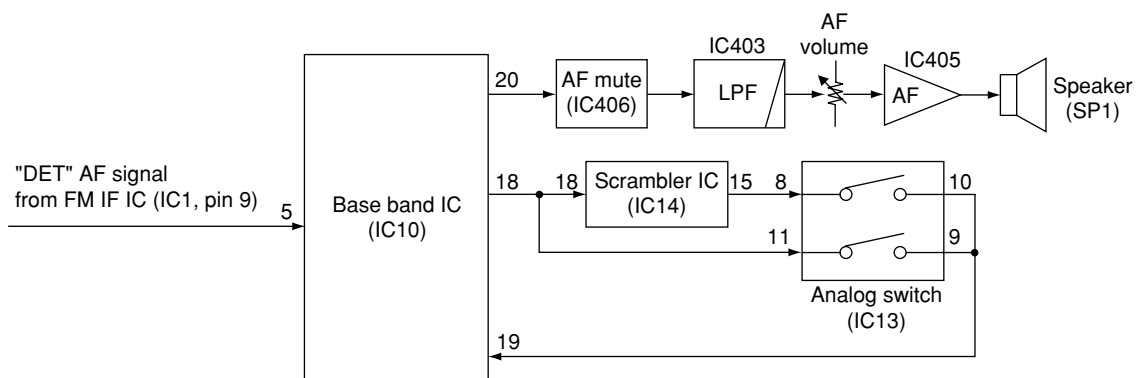 AF
volume
IC403
IC405
20
AF mute
(IC406)
LPF
AF
Speaker
(SP1)
"DET" AF signal
from FM IF IC (IC1, pin 9)
5
Base band IC
(IC10)
18
18
Scrambler IC
(IC14)
15
8
10
11
9
Analog switch
(IC13)
19